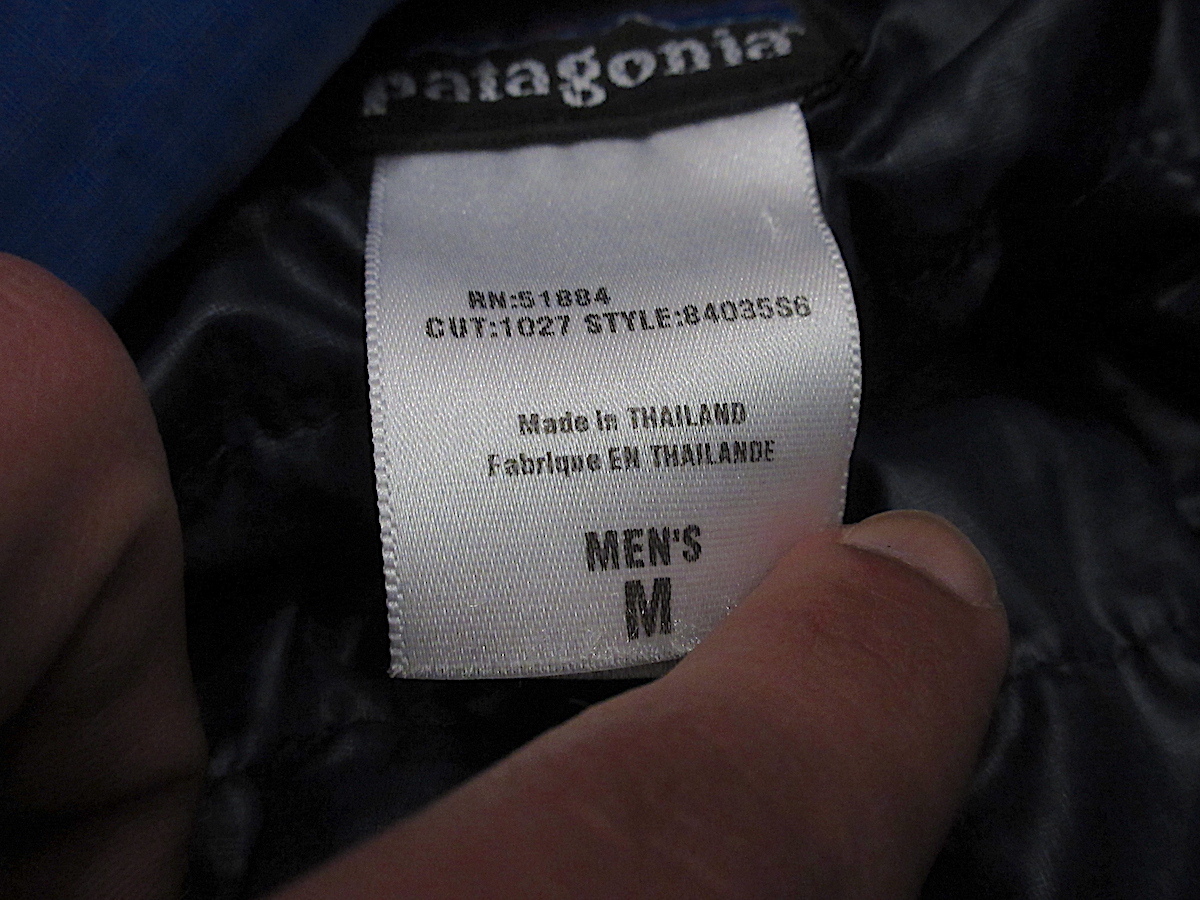 patagonia
RN:51884
CUT:1027 STYLE:84035S6
Made in THAILAND
Fabrique EN THAILANDE
MEN'S
M